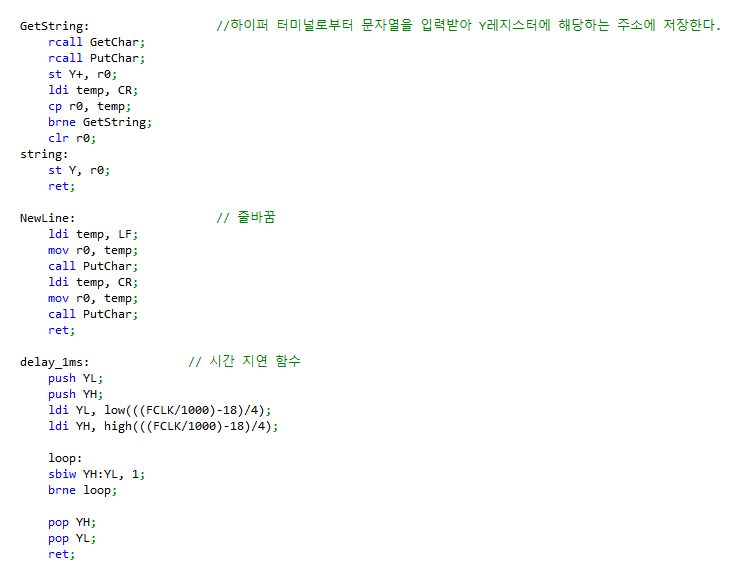 GetString: //하이퍼 터미널로부터 문자열을 입력받아 Y레지스터에 해당하는 주소에 저장한다.
rcall GetChar;
rcall PutChar;
st Y+, r0;
ldi temp, CR;
cp r0, temp;
brne GetString;
clr r0;
string:
st Y, r0;
ret;
NewLine: // 줄바꿈
ldi temp, LF;
mov r0, temp;
call PutChar;
ldi temp, CR;
mov r0, temp;
call PutChar;
ret;
delay_1ms: // 시간 지연 함수
push YL;
push YH;
ldi YL, low(((FCLK/1000)-18)/4);
ldi YH, high(((FCLK/1000)-18)/4);
loop:
sbiw YH:YL, 1;
brne loop;
pop YH;
pop YL;
ret;